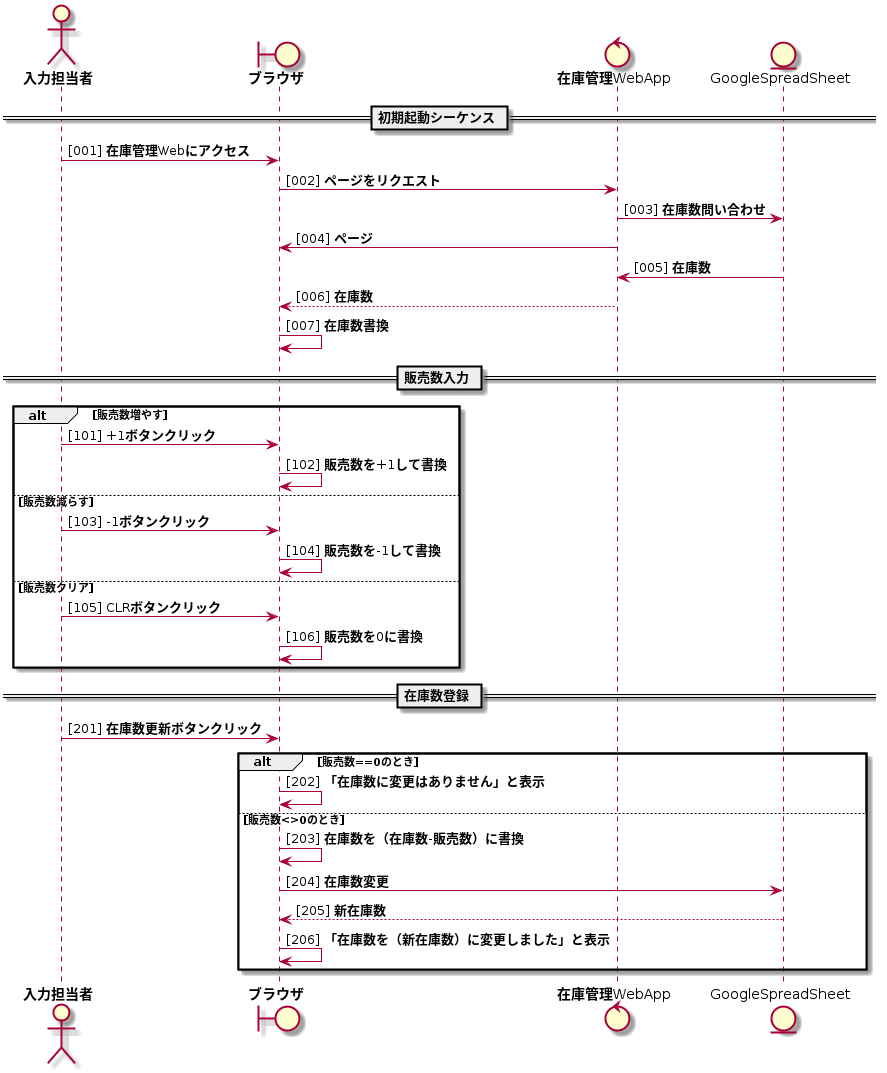 入力担当者
ブラウザ
在庫管理WebApp
GoogleSpreadSheet
初期起動シーケンス
[001] 在庫管理Webにアクセス
[002] ページをリクエスト
[003] 在庫数問い合わせ
[004] ページ
[005] 在庫数
[006] 在庫数
[007] 在庫数書換
販売数入力
alt [販売数増やす]
[101] +1ボタンクリック
[102] 販売数を+1して書換
[販売数減らす]
[103] -1ボタンクリック
[104] 販売数を-1して書換
[販売数クリア]
[105] CLRボタンクリック
[106] 販売数を0に書換
在庫数登録
[201] 在庫数更新ボタンクリック
alt [販売数==0のとき]
[202] 「在庫数に変更はありません」と表示
[販売数<>0のとき]
[203] 在庫数を（在庫数-販売数）に書換
[204] 在庫数変更
[205] 新在庫数
[206] 「在庫数を（新在庫数）に変更しました」と表示
入力担当者
ブラウザ
在庫管理WebApp
GoogleSpreadSheet